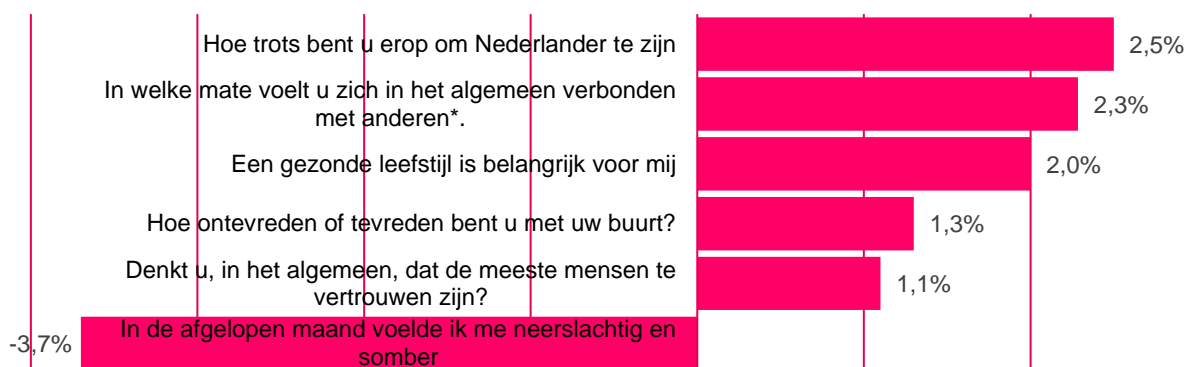 Hoe trots bent u erop om Nederlander te zijn
2,5%
In welke mate voelt u zich in het algemeen verbonden
met anderen*.
2,3%
Een gezonde leefstijl is belangrijk voor mij
2,0%
Hoe ontevreden of tevreden bent u met uw buurt?
1,3%
Denkt u, in het algemeen, dat de meeste mensen te
vertrouwen zijn?
1,1%
In de afgelopen maand voelde ik me neerslachtig en
somber
-3,7%